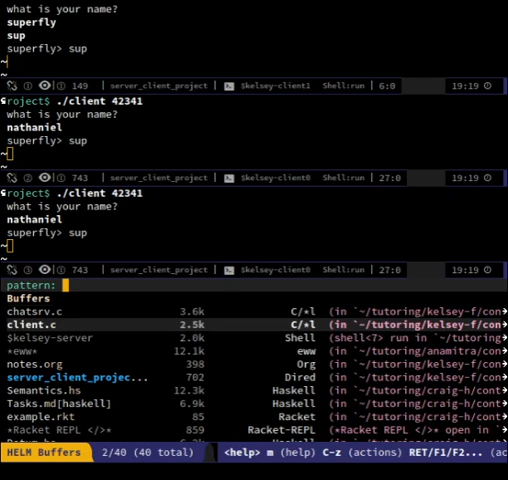 what is your name?
superfly
sup
superfly> sup
~
~
① 149 | server_client_project | $kelsey-client1 Shell:run | 6:0 19:19
roject$ ./client 42341
what is your name?
nathaniel
superfly> sup
~
~
② ① 743 | server_client_project | $kelsey-client0 Shell:run | 27:0 19:19
roject$ ./client 42341
what is your name?
nathaniel
superfly> sup
~
~
③ ① 743 | server_client_project | $kelsey-client0 Shell:run | 27:0 19:19
pattern:
Buffers
chatsrv.c 3.6k C/*l (in `~/tutoring/kelsey-f/con
client.c 2.5k C/*l (in `~/tutoring/kelsey-f/con
$kelsey-server 2.0k Shell (shell<7> run in `~/tutoring
*eww* 12.1k eww (in `~/tutoring/anamitra/con
notes.org 398 Org (in `~/tutoring/kelsey-f/con
server_client_projec... 702 Dired (in `~/tutoring/kelsey-f/con
Semantics.hs 12.3k Haskell (in `~/tutoring/craig-h/cont
Tasks.md[haskell] 6.9k Haskell (in `~/tutoring/craig-h/cont
example.rkt 85 Racket (in `~/tutoring/craig-h/cont
*Racket REPL </>* 859 Racket-REPL (*Racket REPL </>* open in `
HELM Buffers 2/40 (40 total) <help> m (help) C-z (actions) RET/F1/F2... (ac